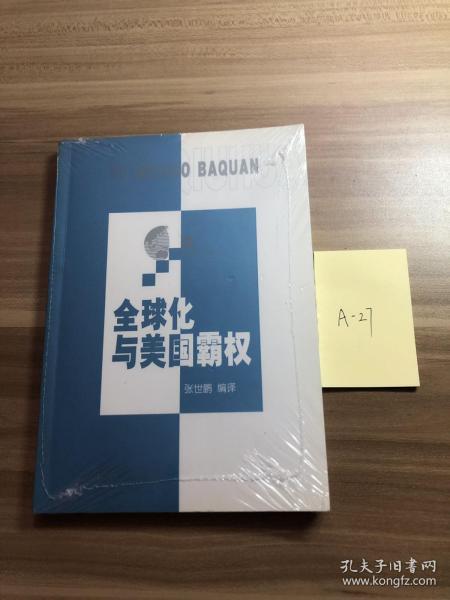 BAQUAN
全球化
与美国霸权
张世鹏 编译
A-27
孔夫子旧书网
www.kongfz.com